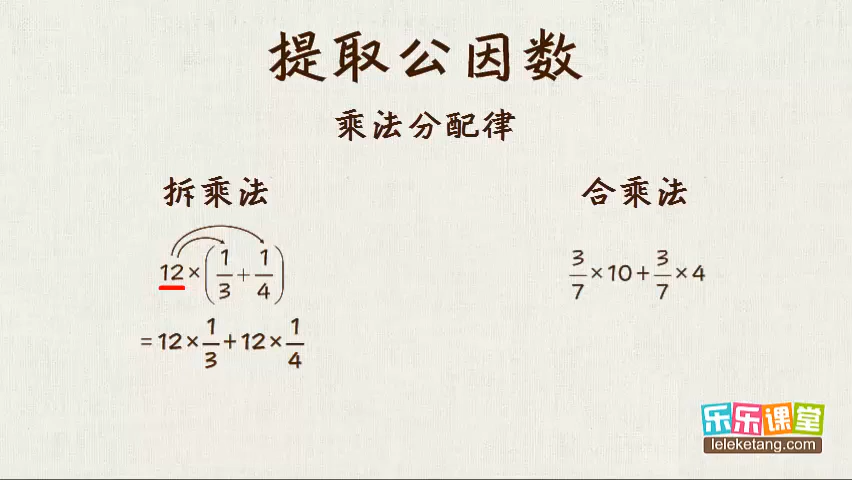 提取公因数
乘法分配律
拆乘法
12×(1/3+1/4)
=12×1/3+12×1/4
合乘法
3/7×10+3/7×4
乐乐课堂
leleketang.com